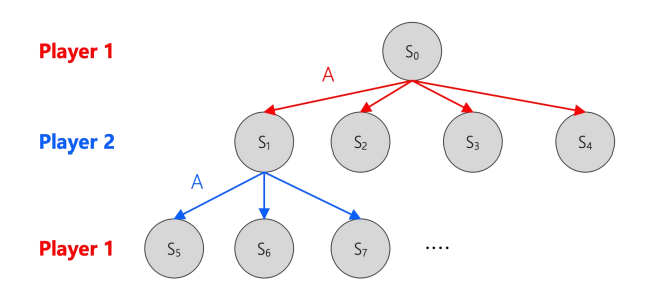 Player 1
S0
A
Player 2
S1
S2
S3
S4
A
Player 1
S5
S6
S7
....